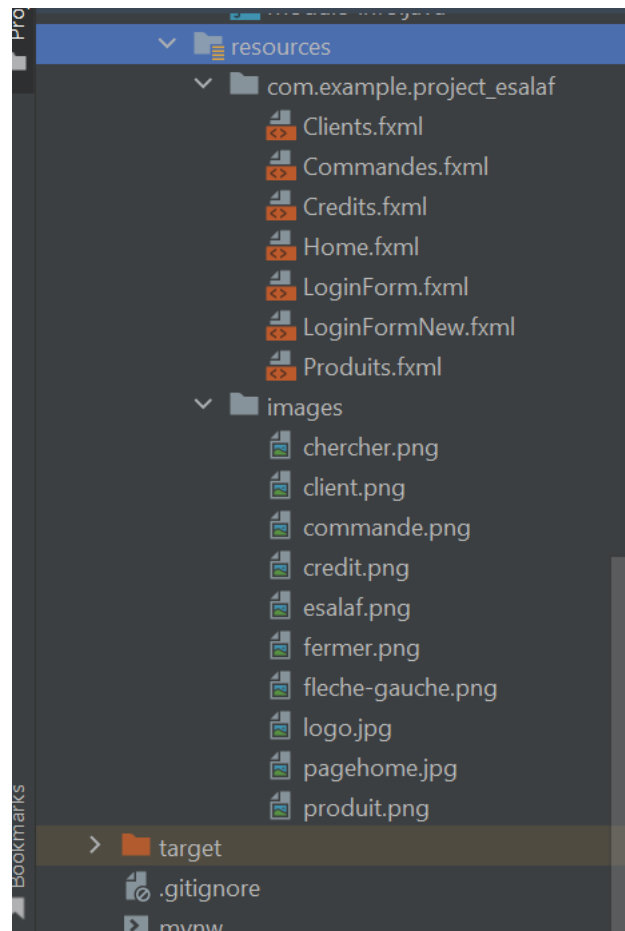 resources
com.example.project_esalaf
Clients.fxml
Commandes.fxml
Credits.fxml
Home.fxml
LoginForm.fxml
LoginFormNew.fxml
Produits.fxml
images
chercher.png
client.png
commande.png
credit.png
esalaf.png
fermer.png
fleche-gauche.png
logo.jpg
pagehome.jpg
produit.png
target
.gitignore
Bookmarks